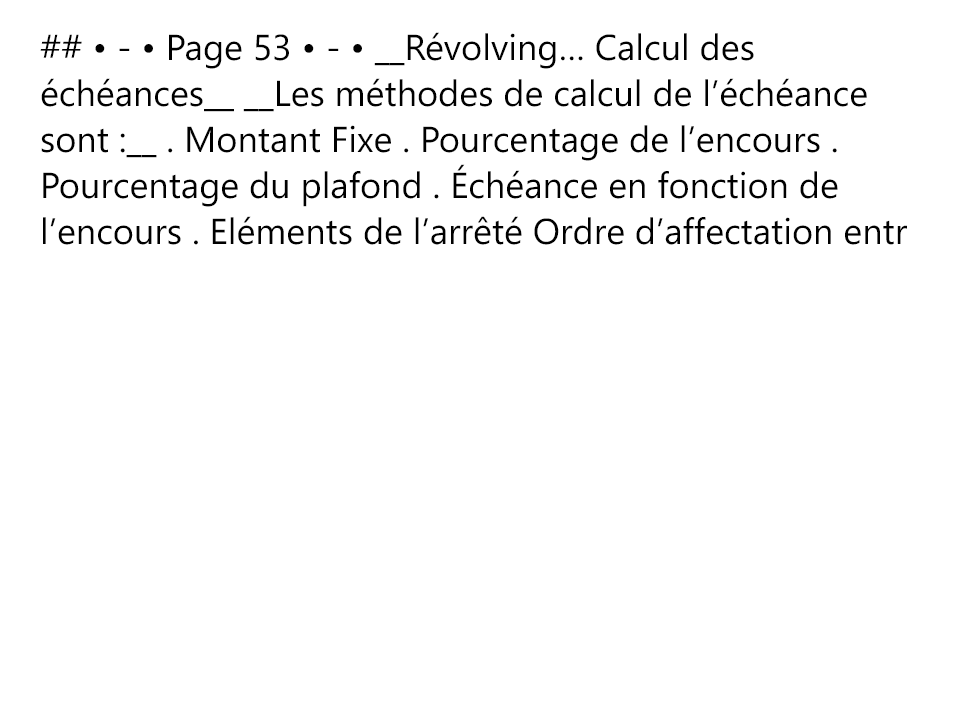 ## • - • Page 53 • - • __Révolving… Calcul des
échéances__ __Les méthodes de calcul de l’échéance
sont :__ . Montant Fixe . Pourcentage de l’encours .
Pourcentage du plafond . Échéance en fonction de
l’encours . Eléments de l’arrêté Ordre d’affectation entr